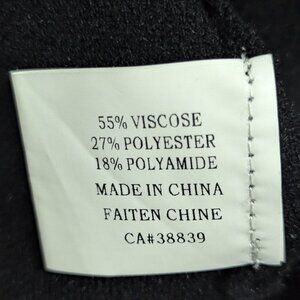 55% VISCOSE
27% POLYESTER
18% POLYAMIDE
MADE IN CHINA
FAITEN CHINE
CA#38839